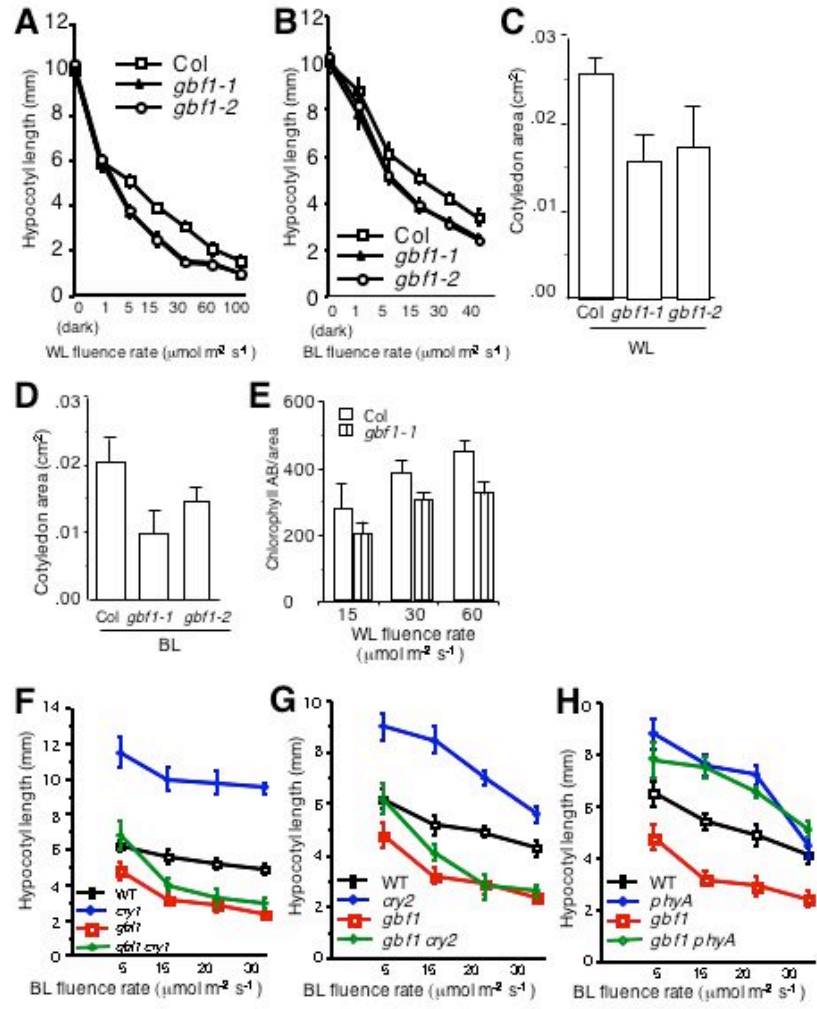 A
12
10
8
6
4
2
0
Hypocotyl length (mm)
Col
gbf1-1
gbf1-2
0 1 5 15 30 60 100
(dark)
WL fluence rate (μmol m-2 s-1)
B
12
10
8
6
4
2
0
Hypocotyl length (mm)
Col
gbf1-1
gbf1-2
0 1 5 15 30 40
(dark)
BL fluence rate (μmol m-2 s-1)
C
.03
.02
.01
.00
Cotyledon area (cm2)
Col gbf1-1 gbf1-2
WL
D
.03
.02
.01
.00
Cotyledon area (cm2)
Col gbf1-1 gbf1-2
BL
E
600
400
200
0
Chlorophyll AB/area
Col
gbf1-1
15 30 60
WL fluence rate
(μmol m-2 s-1)
F
14
12
10
8
6
4
2
0
Hypocotyl length (mm)
WT
cry1
gbf1
gbf1 cry1
5 15 20 30
BL fluence rate (μmol m-2 s-1)
G
10
8
6
4
2
0
Hypocotyl length (mm)
WT
cry2
gbf1
gbf1 cry2
5 15 20 30
BL fluence rate (μmol m-2 s-1)
H
0
8
6
4
2
0
Hypocotyl length (mm)
WT
phyA
gbf1
gbf1 phyA
5 15 20 30
BL fluence rate (μmol m-2 s-1)